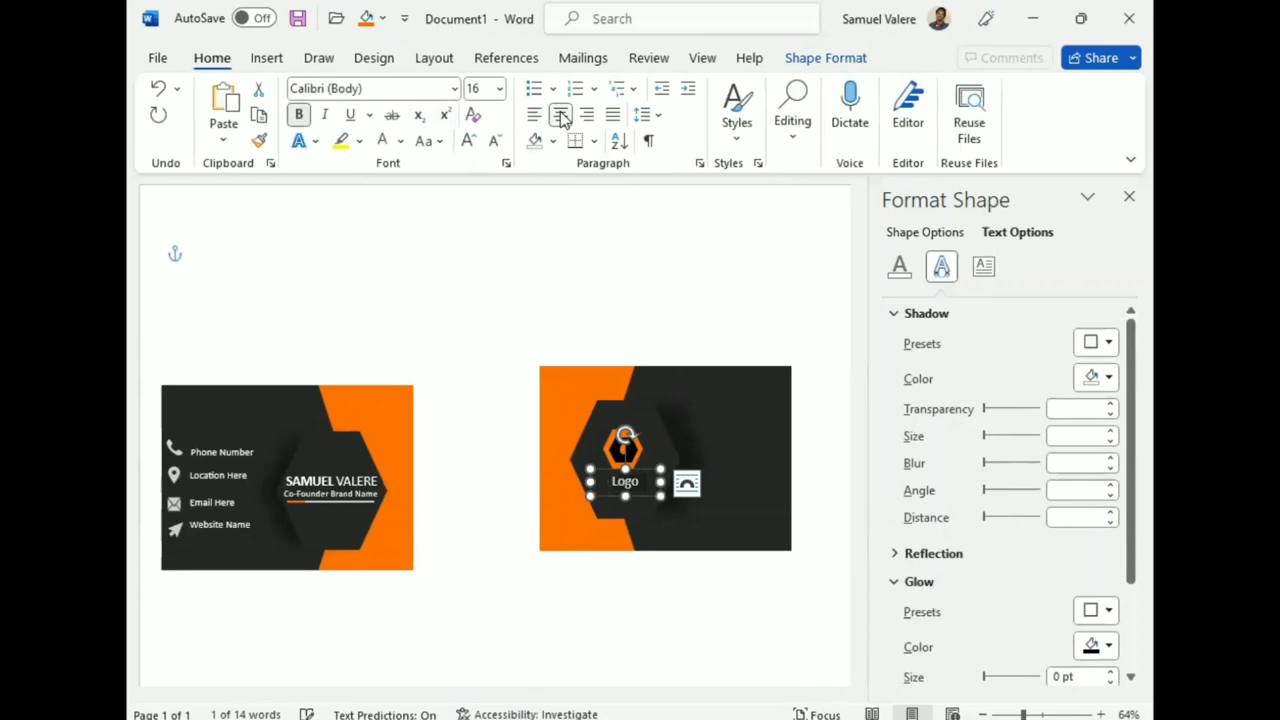 AutoSave Off Document1 - Word Search Samuel Valere
File Home Insert Draw Design Layout References Mailings Review View Help Shape Format Comments Share
Calibri (Body) 16
Paste Styles Editing Dictate Editor Reuse Files
B I U ab x₂ x² A Aa A A
Undo Clipboard Font Paragraph Styles Voice Editor Reuse Files
Format Shape
Shape Options Text Options
Shadow
Presets
Color
Transparency
Size
Blur
Angle
Distance
Reflection
Glow
Presets
Color
Size 0 pt
Phone Number
Location Here
Email Here
Website Name
SAMUEL VALERE
Co-Founder Brand Name
Logo
Page 1 of 1 1 of 14 words Text Predictions: On Accessibility: Investigate Focus 64%